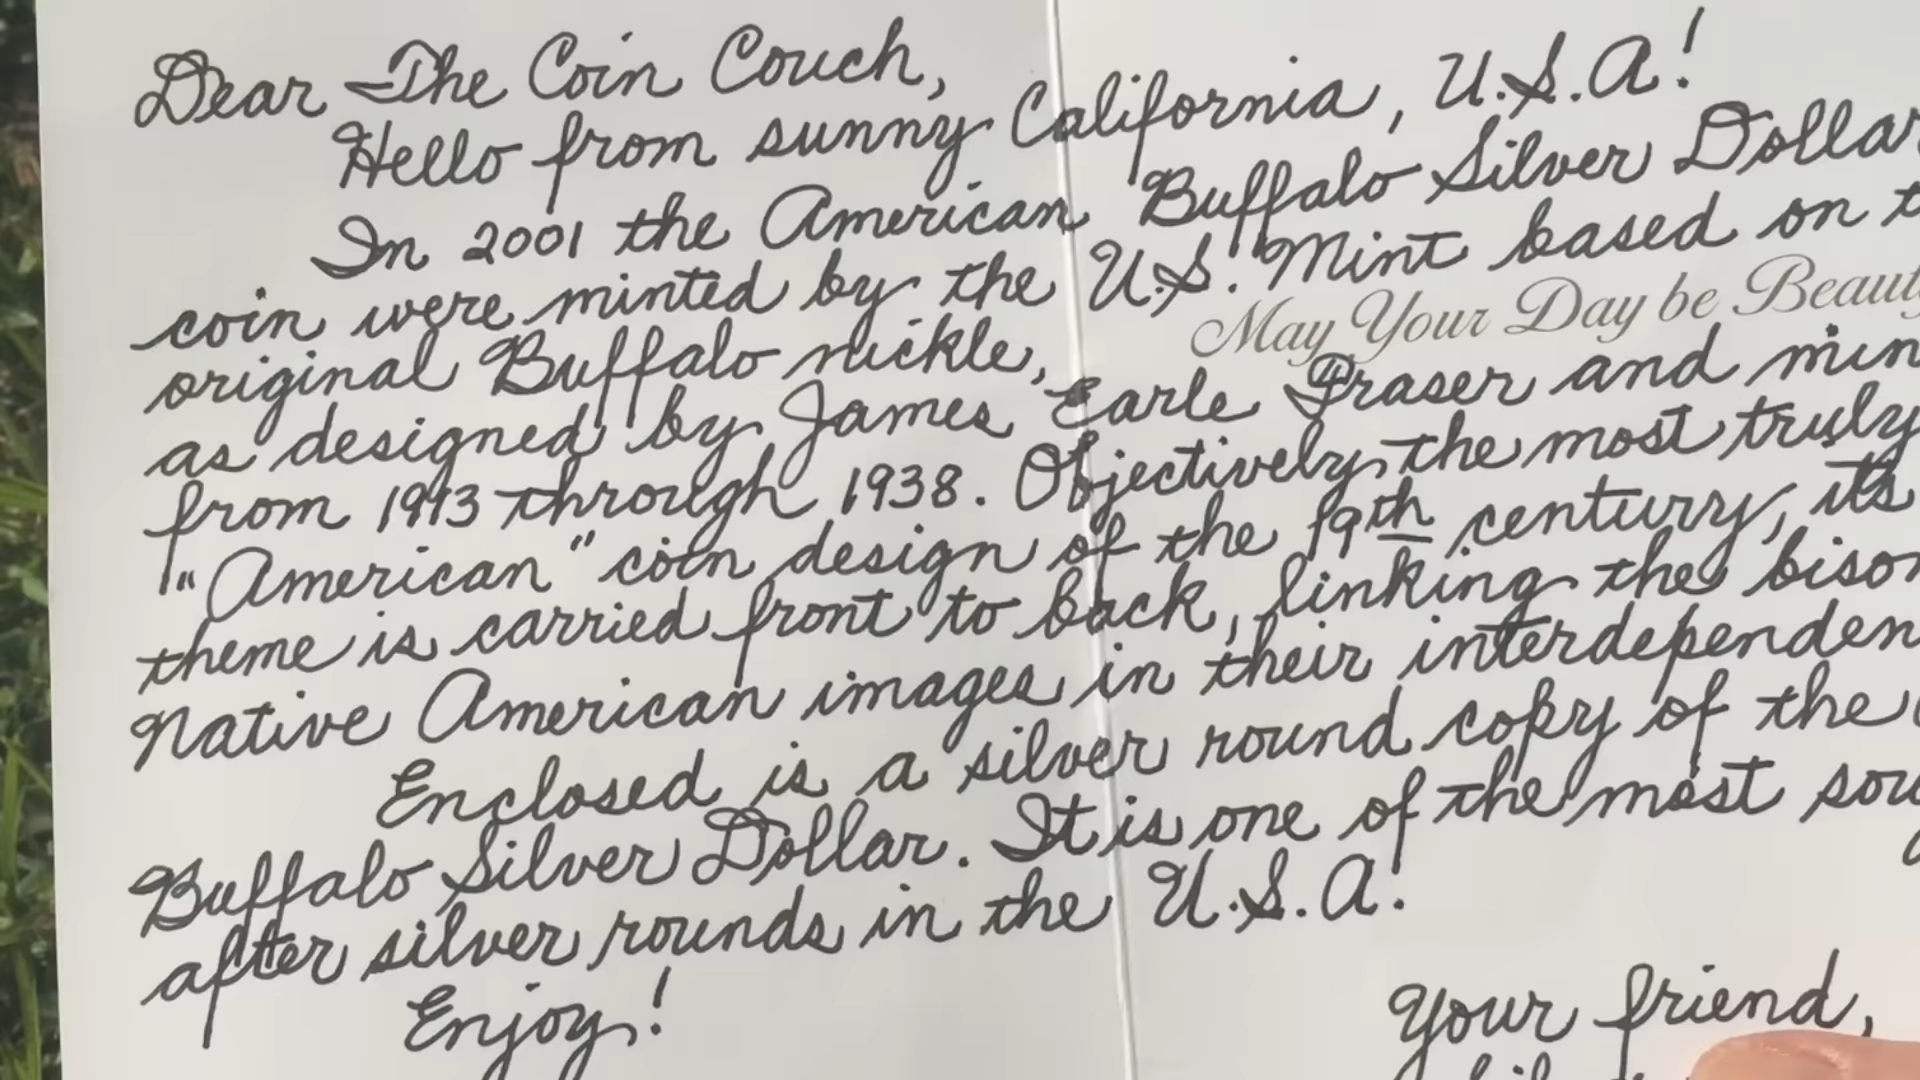 Dear The Coin Couch,
Hello from sunny California, U.S.A!
In 2001 the American Buffalo Silver Dollar
coin were minted by the U.S. Mint based on
original Buffalo nickle,
May Your Day be
as designed by James Earle Fraser and
from 1913 through 1938. Objectively the most truly
"American" coin design of the 19th century, its
theme is carried front to back, linking the
Native American images in their
Enclosed is a silver round copy of the
Buffalo Silver Dollar. It is one of the most
after silver rounds in the U.S.A.
Enjoy!
Your friend,